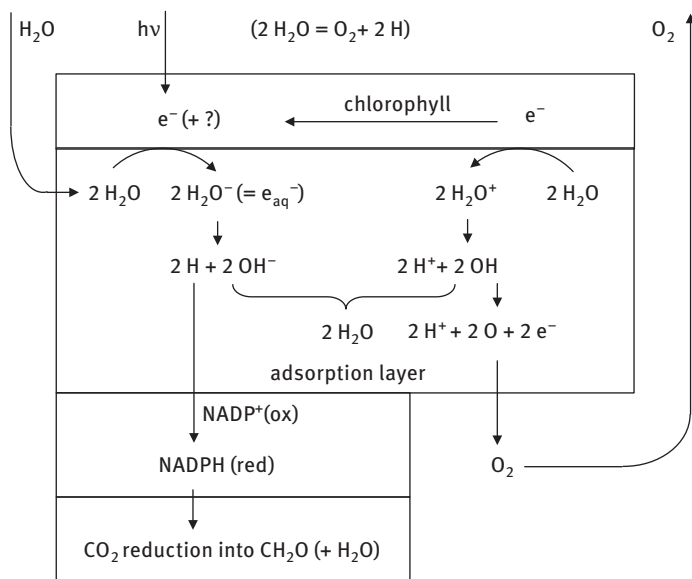 H₂O hν (2 H₂O = O₂+ 2 H) O₂
chlorophyll
e⁻ (+ ?) e⁻
2 H₂O 2 H₂O⁻ (= eₐq⁻) 2 H₂O⁺ 2 H₂O
2 H + 2 OH⁻ 2 H⁺+ 2 OH
2 H₂O 2 H⁺+ 2 O + 2 e⁻
adsorption layer
NADP⁺(ox)
NADPH (red) O₂
CO₂ reduction into CH₂O (+ H₂O)